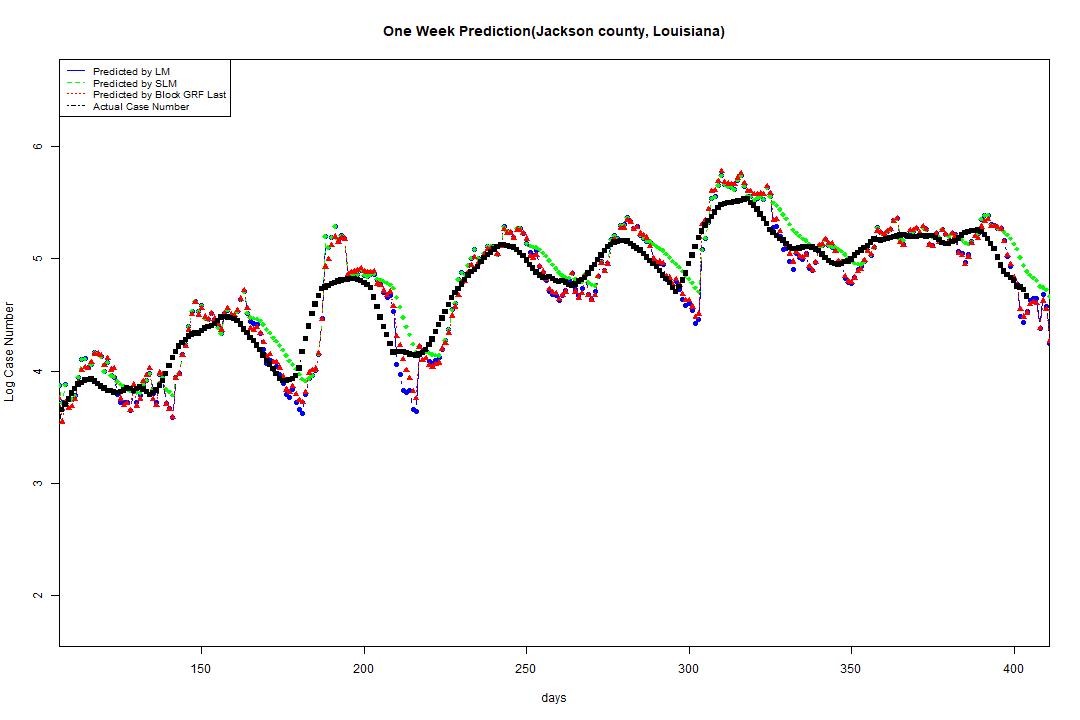 One Week Prediction(Jackson county, Louisiana)
Predicted by LM
Predicted by SLM
Predicted by Block GRF Last
Actual Case Number
6
5
4
3
2
Log Case Number
150
200
250
300
350
400
days